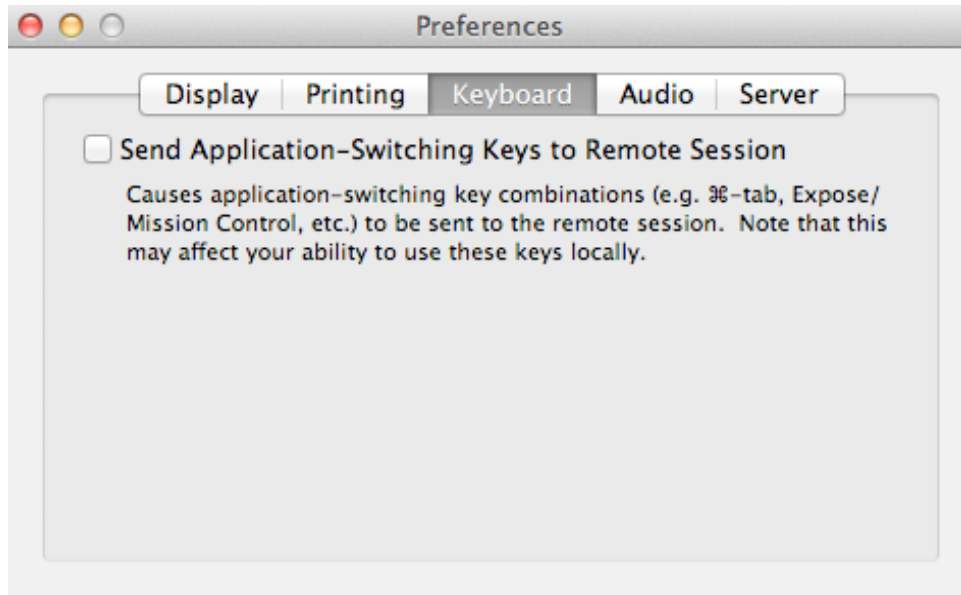 Preferences
Display Printing Keyboard Audio Server
Send Application-Switching Keys to Remote Session
Causes application-switching key combinations (e.g. ⌘-tab, Expose/
Mission Control, etc.) to be sent to the remote session.  Note that this
may affect your ability to use these keys locally.